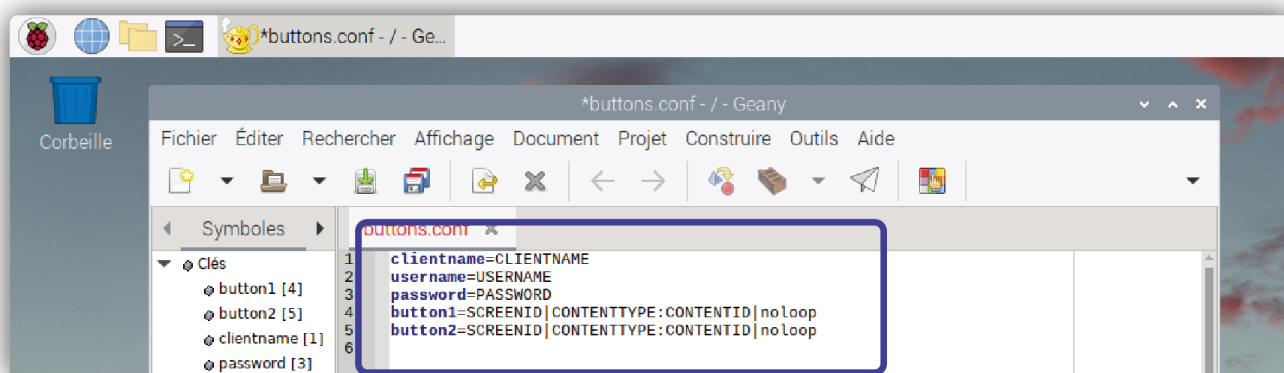 *buttons.conf - / - Ge...
*buttons.conf - / - Geany
Corbeille
Fichier Éditer Rechercher Affichage Document Projet Construire Outils Aide
Symboles
buttons.conf
Clés
button1 [4]
button2 [5]
clientname [1]
password [3]
1 clientname=CLIENTNAME
2 username=USERNAME
3 password=PASSWORD
4 button1=SCREENID|CONTENTTYPE:CONTENTID|noloop
5 button2=SCREENID|CONTENTTYPE:CONTENTID|noloop
6